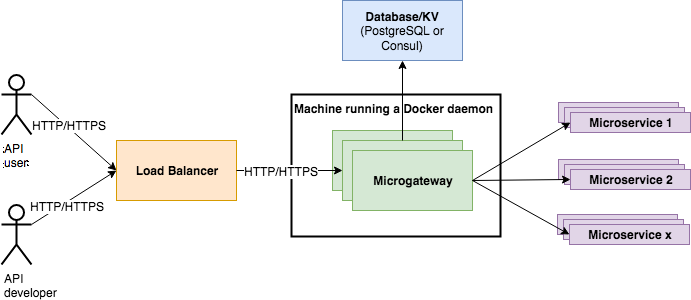 Database/KV
(PostgreSQL or
Consul)
Machine running a Docker daemon
HTTP/HTTPS
API
user
Load Balancer
HTTP/HTTPS
Microgateway
Microservice 1
Microservice 2
Microservice x
HTTP/HTTPS
API
developer